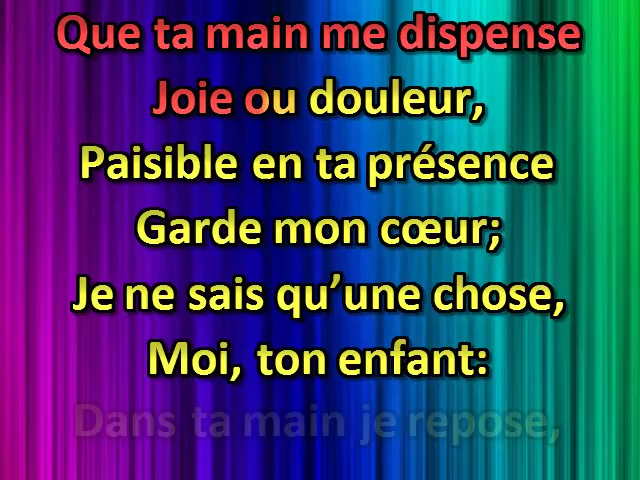 Que ta main me dispense
Joie ou douleur,
Paisible en ta présence
Garde mon cœur;
Je ne sais qu’une chose,
Moi, ton enfant:
Dans ta main je repose,